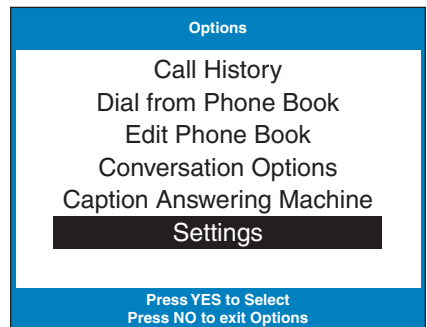 Options
Call History
Dial from Phone Book
Edit Phone Book
Conversation Options
Caption Answering Machine
Settings
Press YES to Select
Press NO to exit Options